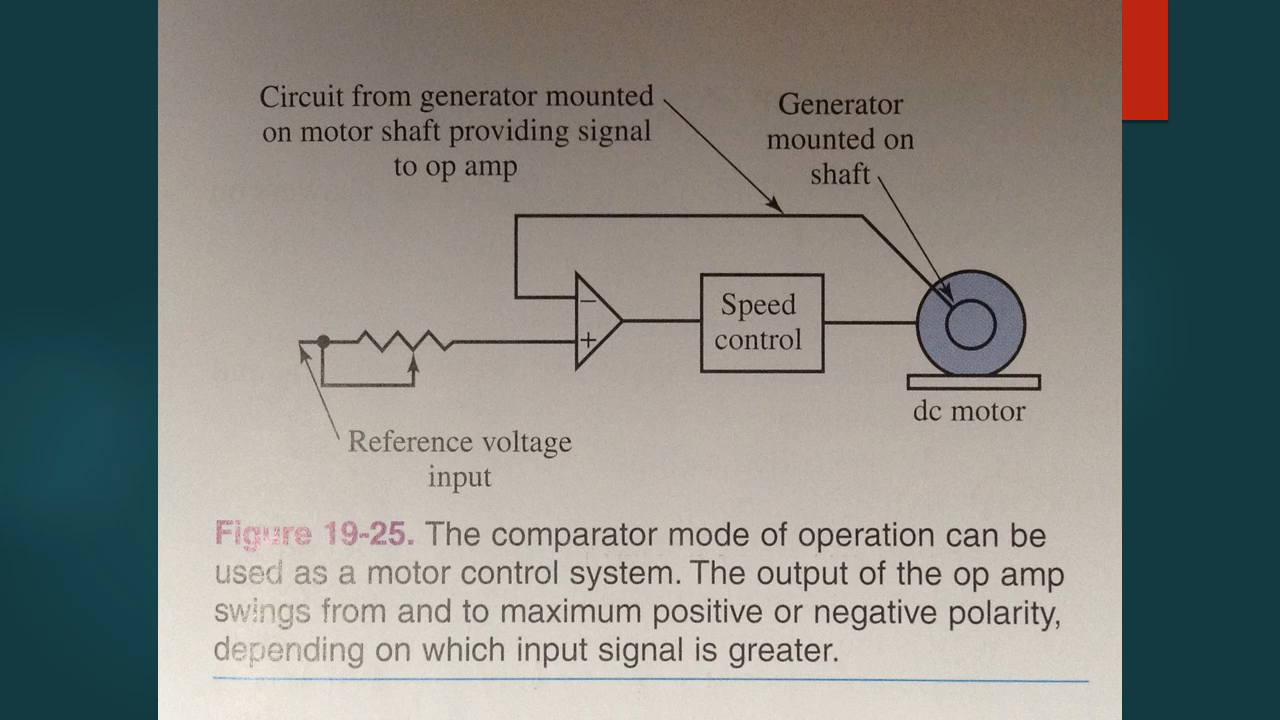 Circuit from generator mounted
on motor shaft providing signal
to op amp
Generator
mounted on
shaft
−
+
Speed
control
dc motor
Reference voltage
input
Figure 19-25. The comparator mode of operation can be
used as a motor control system. The output of the op amp
swings from and to maximum positive or negative polarity,
depending on which input signal is greater.